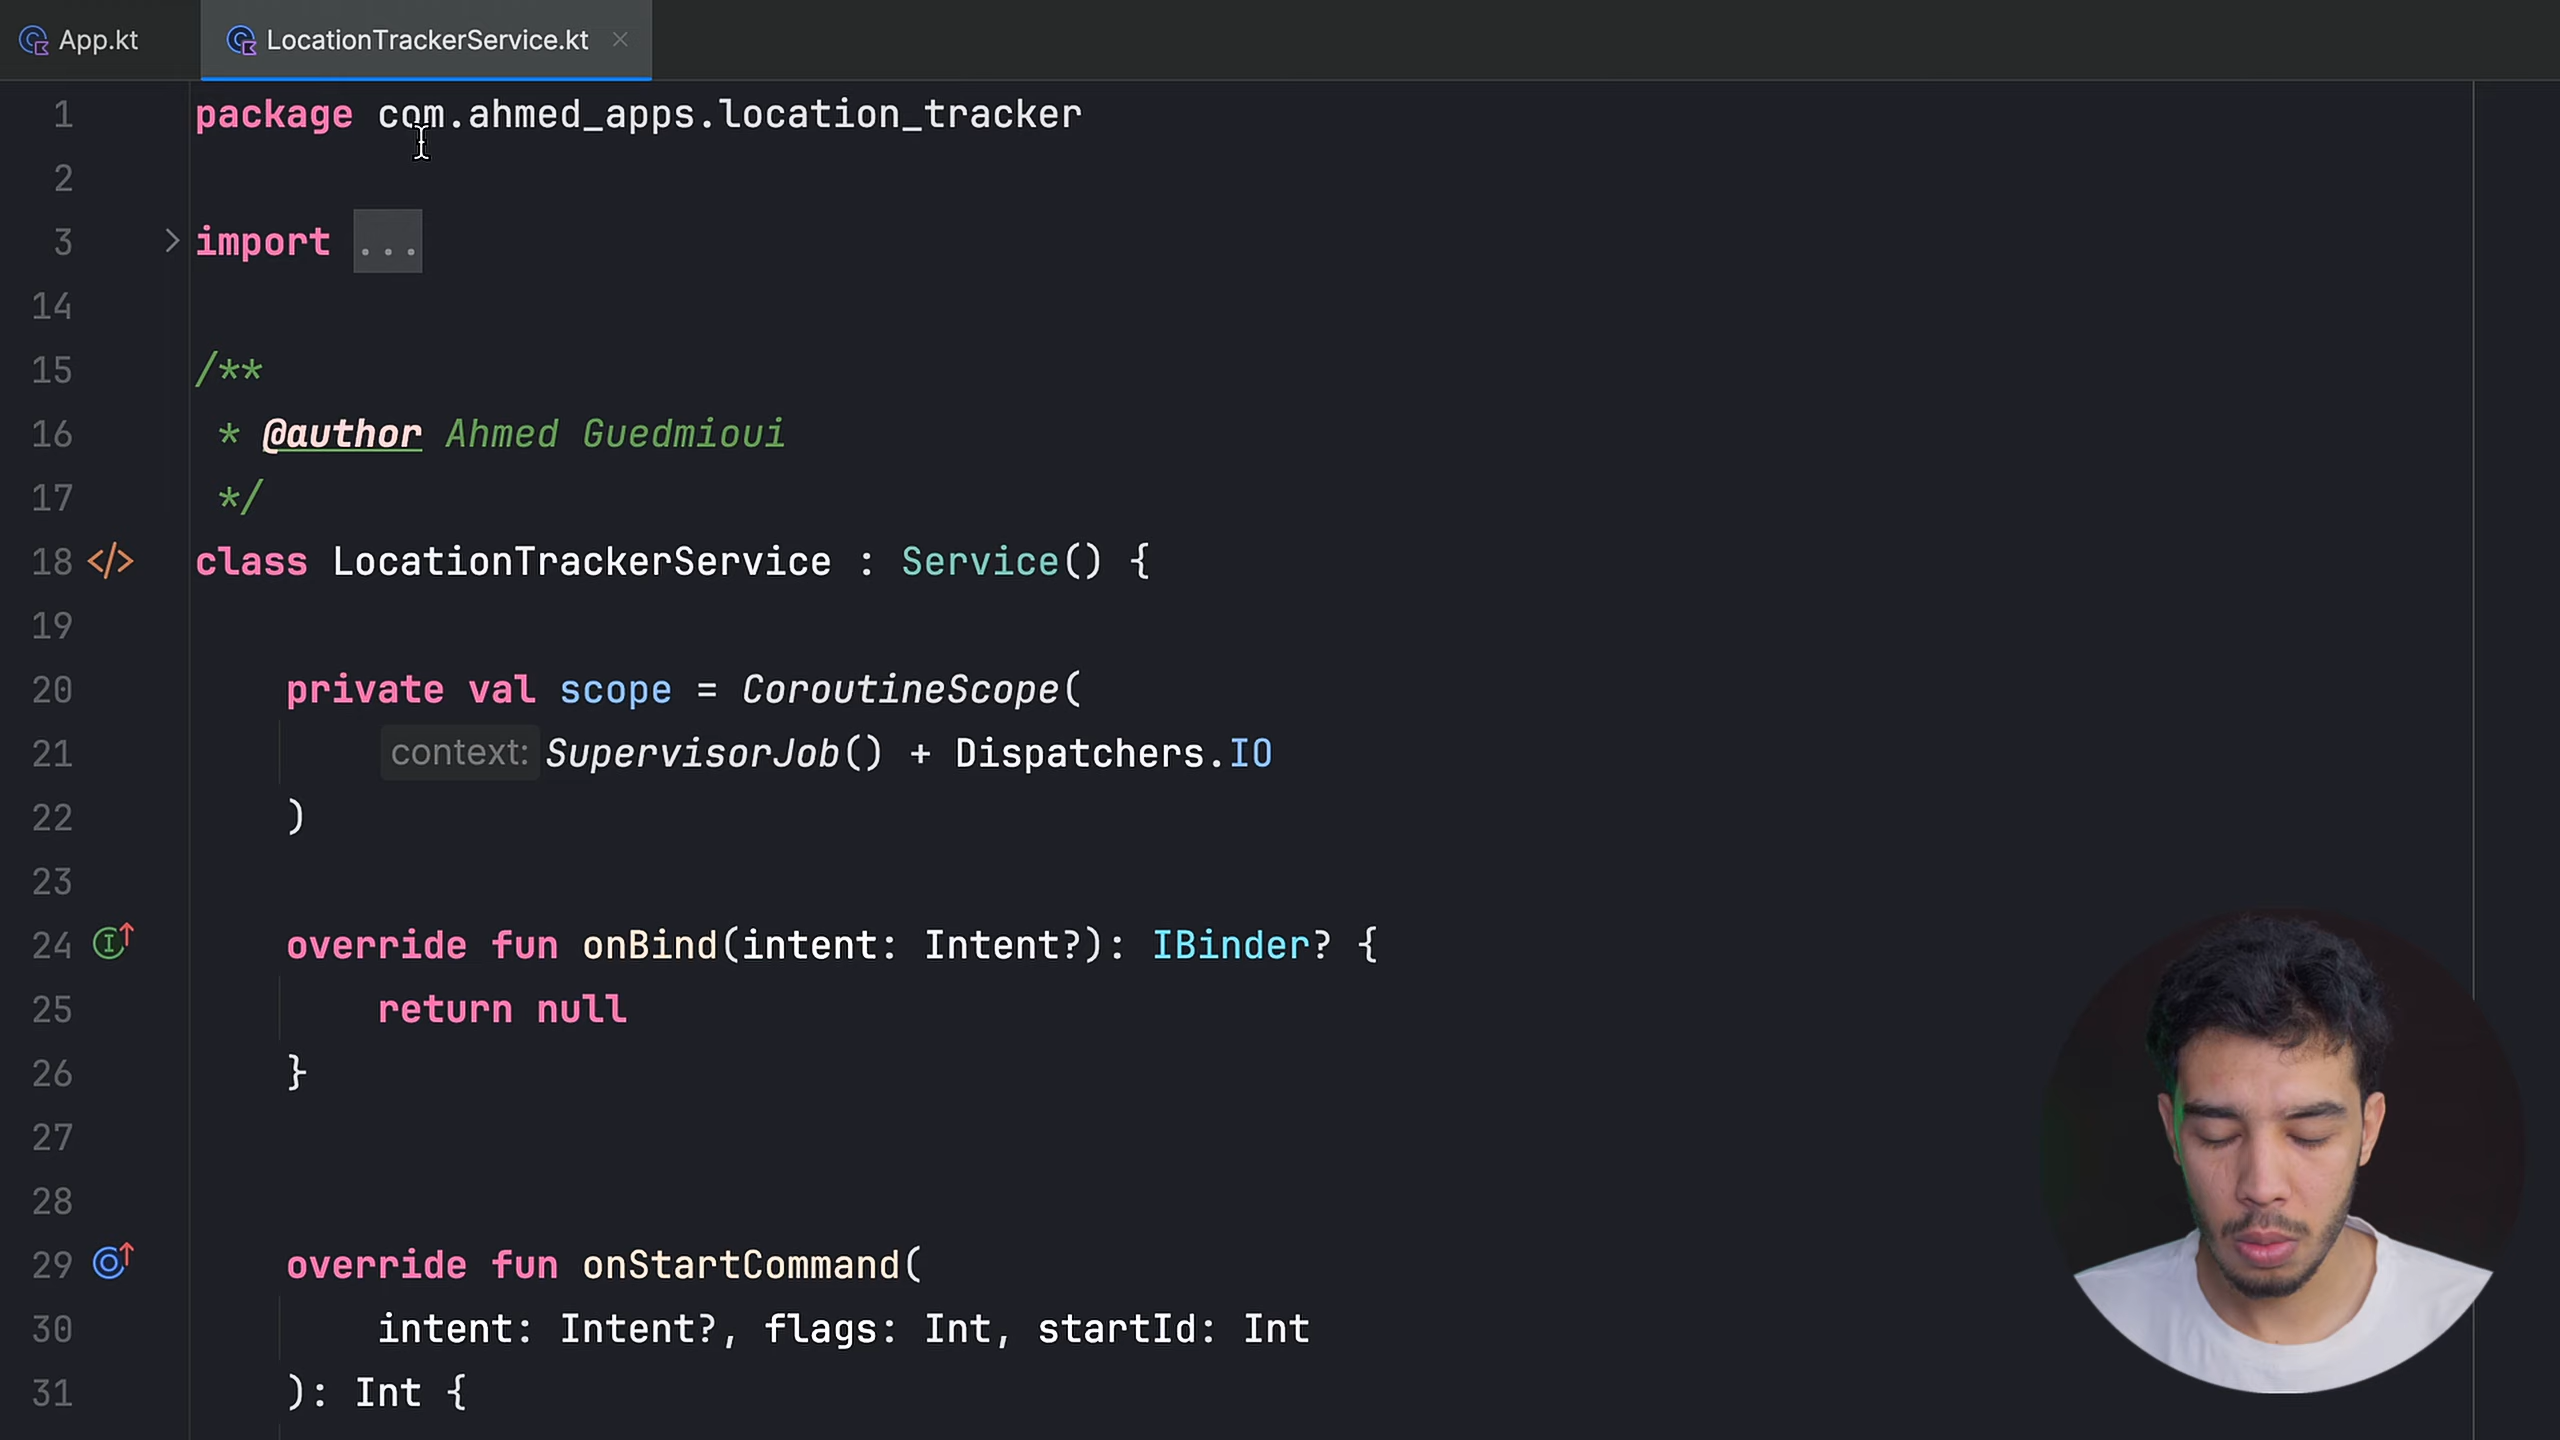 App.kt
LocationTrackerService.kt
1 package com.ahmed_apps.location_tracker
2
3 import ...
14
15 /**
16 * @author Ahmed Guedmioui
17 */
18 class LocationTrackerService : Service() {
19
20 private val scope = CoroutineScope(
21 context: SupervisorJob() + Dispatchers.IO
22 )
23
24 override fun onBind(intent: Intent?): IBinder? {
25 return null
26 }
27
28
29 override fun onStartCommand(
30 intent: Intent?, flags: Int, startId: Int
31 ): Int {